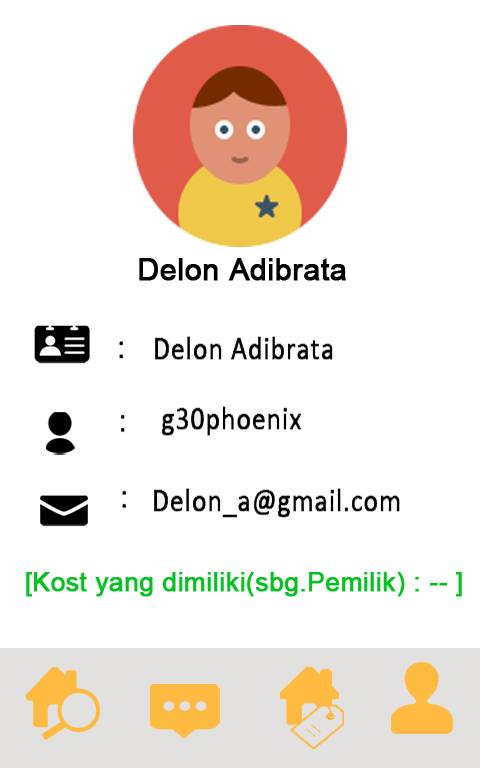 Delon Adibrata
: Delon Adibrata
: g30phoenix
: Delon_a@gmail.com
[Kost yang dimiliki(sbg.Pemilik) : -- ]